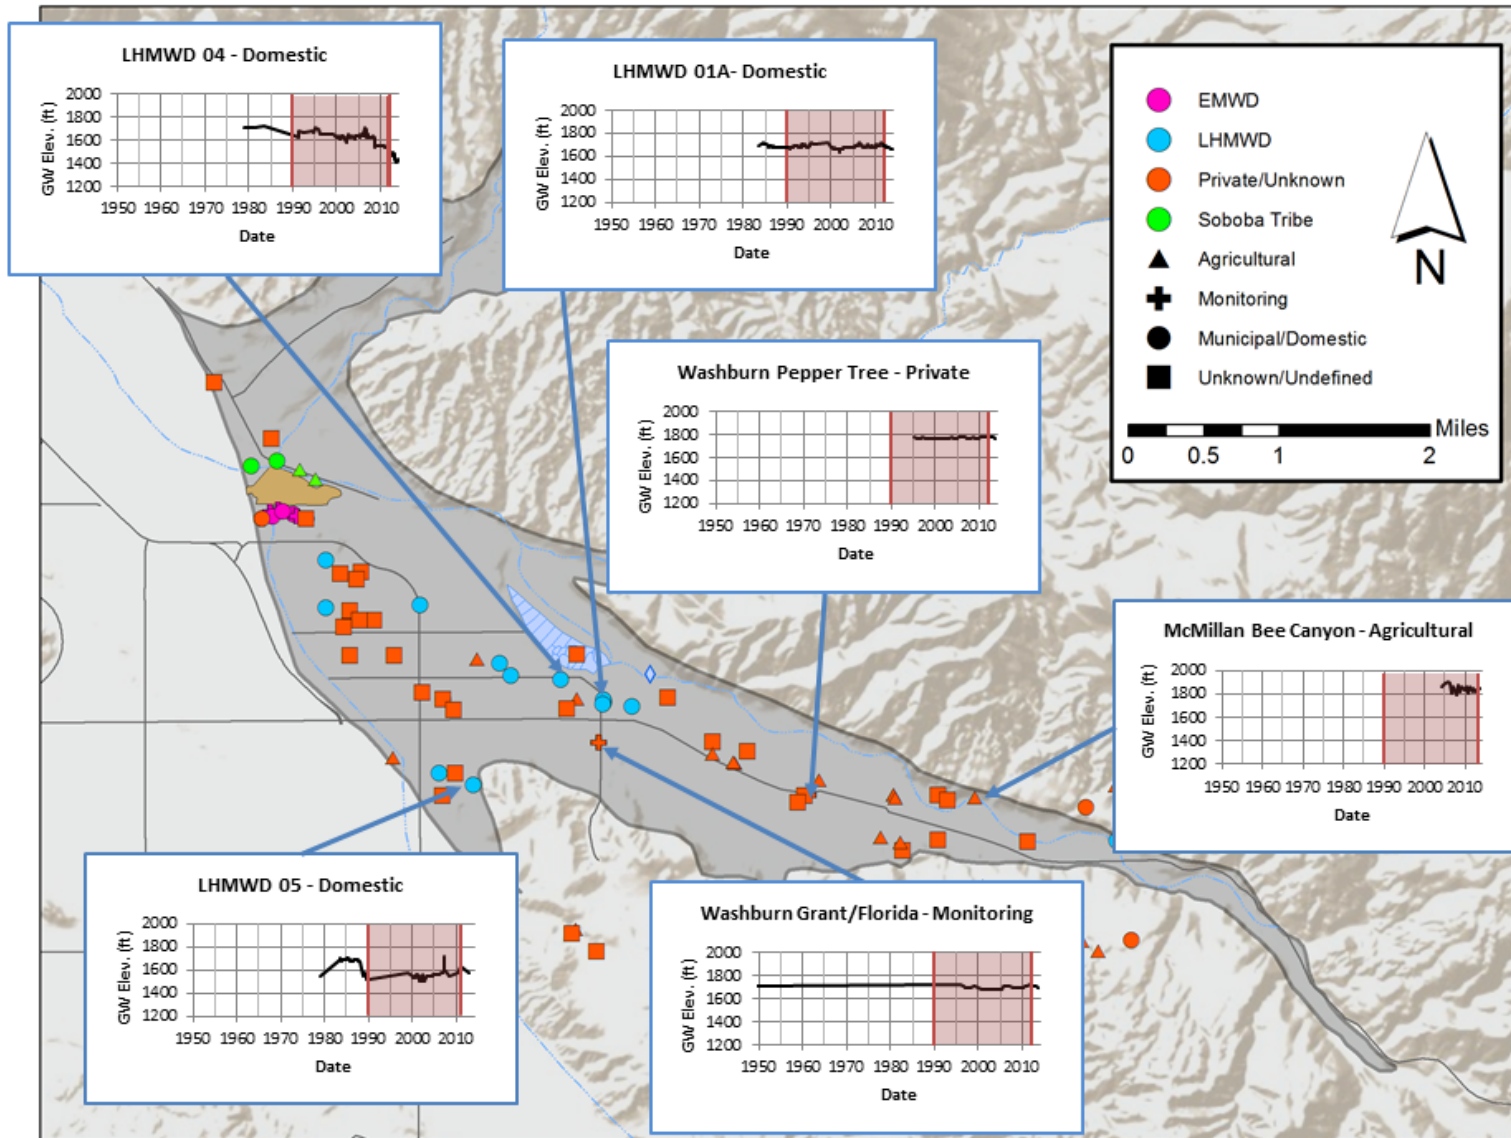 LHMWD 04 - Domestic
GW Elev. (ft)
2000
1800
1600
1400
1200
1950 1960 1970 1980 1990 2000 2010
Date
LHMWD 01A- Domestic
GW Elev. (ft)
2000
1800
1600
1400
1200
1950 1960 1970 1980 1990 2000 2010
Date
EMWD
LHMWD
Private/Unknown
Soboba Tribe
Agricultural
Monitoring
Municipal/Domestic
Unknown/Undefined
N
Miles
0 0.5 1 2
Washburn Pepper Tree - Private
GW Elev. (ft)
2000
1800
1600
1400
1200
1950 1960 1970 1980 1990 2000 2010
Date
McMillan Bee Canyon - Agricultural
GW Elev. (ft)
2000
1800
1600
1400
1200
1950 1960 1970 1980 1990 2000 2010
Date
LHMWD 05 - Domestic
GW Elev. (ft)
2000
1800
1600
1400
1200
1950 1960 1970 1980 1990 2000 2010
Date
Washburn Grant/Florida - Monitoring
GW Elev. (ft)
2000
1800
1600
1400
1200
1950 1960 1970 1980 1990 2000 2010
Date